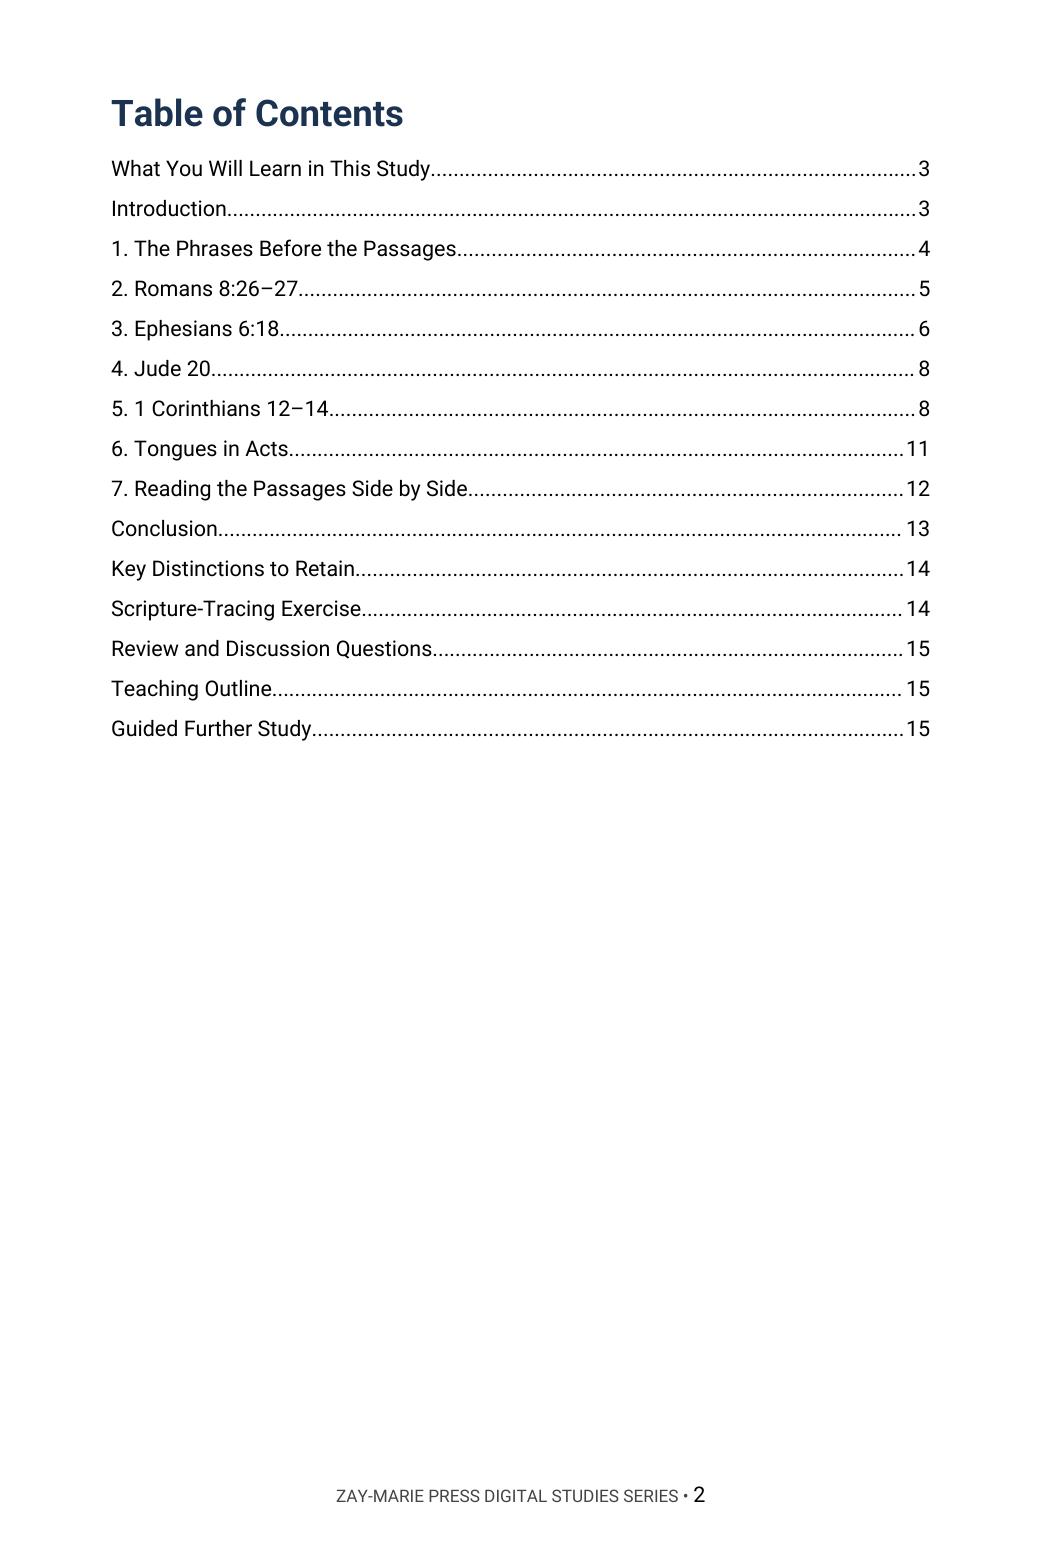 Table of Contents
What You Will Learn in This Study........................................................................................3
Introduction........................................................................................................................3
1. The Phrases Before the Passages................................................................................4
2. Romans 8:26–27............................................................................................................5
3. Ephesians 6:18...............................................................................................................6
4. Jude 20...........................................................................................................................8
5. 1 Corinthians 12–14.......................................................................................................8
6. Tongues in Acts............................................................................................................11
7. Reading the Passages Side by Side.............................................................................12
Conclusion........................................................................................................................13
Key Distinctions to Retain................................................................................................14
Scripture-Tracing Exercise...............................................................................................14
Review and Discussion Questions...................................................................................15
Teaching Outline...............................................................................................................15
Guided Further Study........................................................................................................15
ZAY-MARIE PRESS DIGITAL STUDIES SERIES • 2